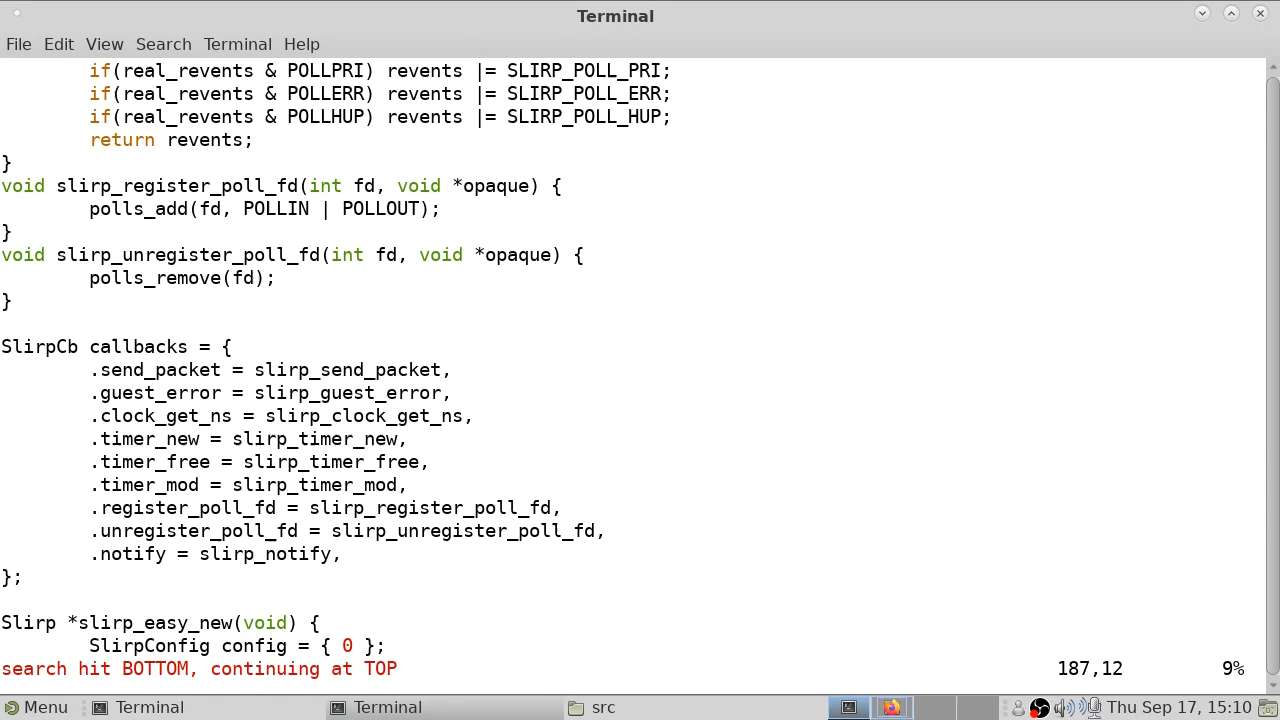 Terminal
File Edit View Search Terminal Help
if(real_revents & POLLPRI) revents |= SLIRP_POLL_PRI;
if(real_revents & POLLERR) revents |= SLIRP_POLL_ERR;
if(real_revents & POLLHUP) revents |= SLIRP_POLL_HUP;
return revents;
}
void slirp_register_poll_fd(int fd, void *opaque) {
polls_add(fd, POLLIN | POLLOUT);
}
void slirp_unregister_poll_fd(int fd, void *opaque) {
polls_remove(fd);
}
SlirpCb callbacks = {
.send_packet = slirp_send_packet,
.guest_error = slirp_guest_error,
.clock_get_ns = slirp_clock_get_ns,
.timer_new = slirp_timer_new,
.timer_free = slirp_timer_free,
.timer_mod = slirp_timer_mod,
.register_poll_fd = slirp_register_poll_fd,
.unregister_poll_fd = slirp_unregister_poll_fd,
.notify = slirp_notify,
};
Slirp *slirp_easy_new(void) {
SlirpConfig config = { 0 };
search hit BOTTOM, continuing at TOP 187,12 9%
Menu Terminal Terminal src Thu Sep 17, 15:10